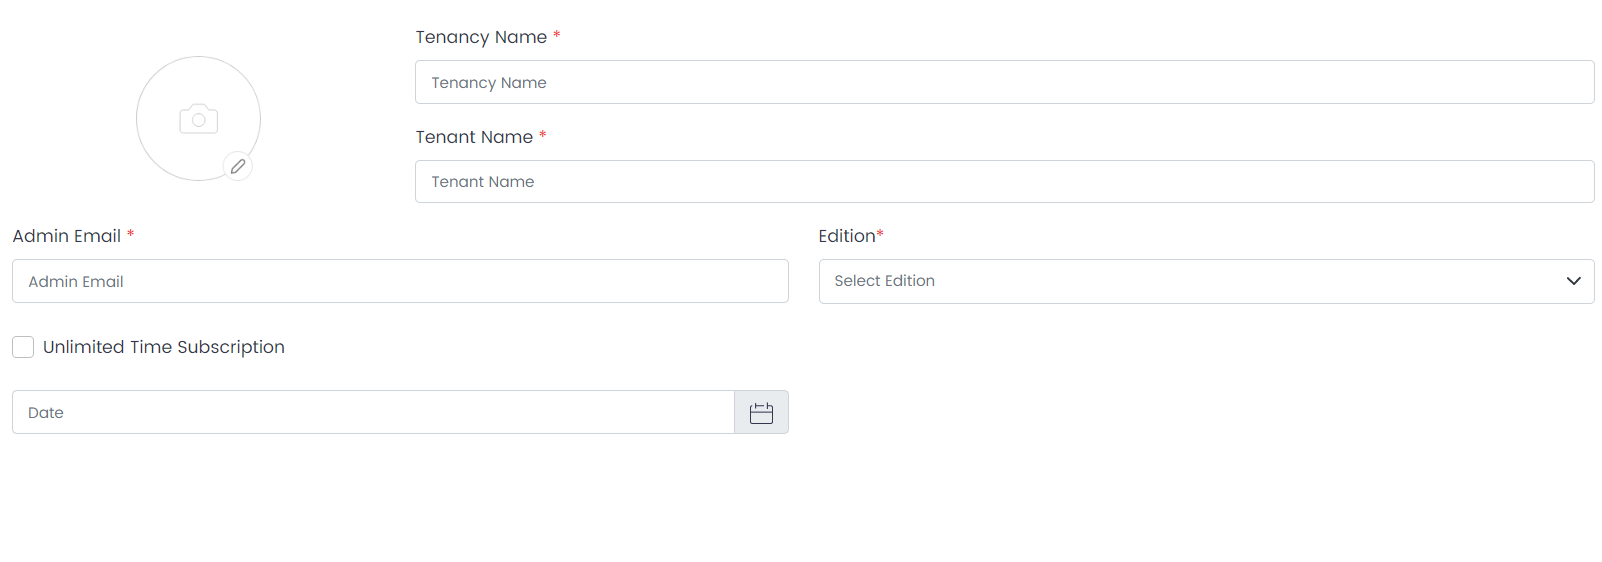 Tenancy Name *
Tenancy Name
Tenant Name *
Tenant Name
Admin Email *
Admin Email
Edition*
Select Edition
Unlimited Time Subscription
Date